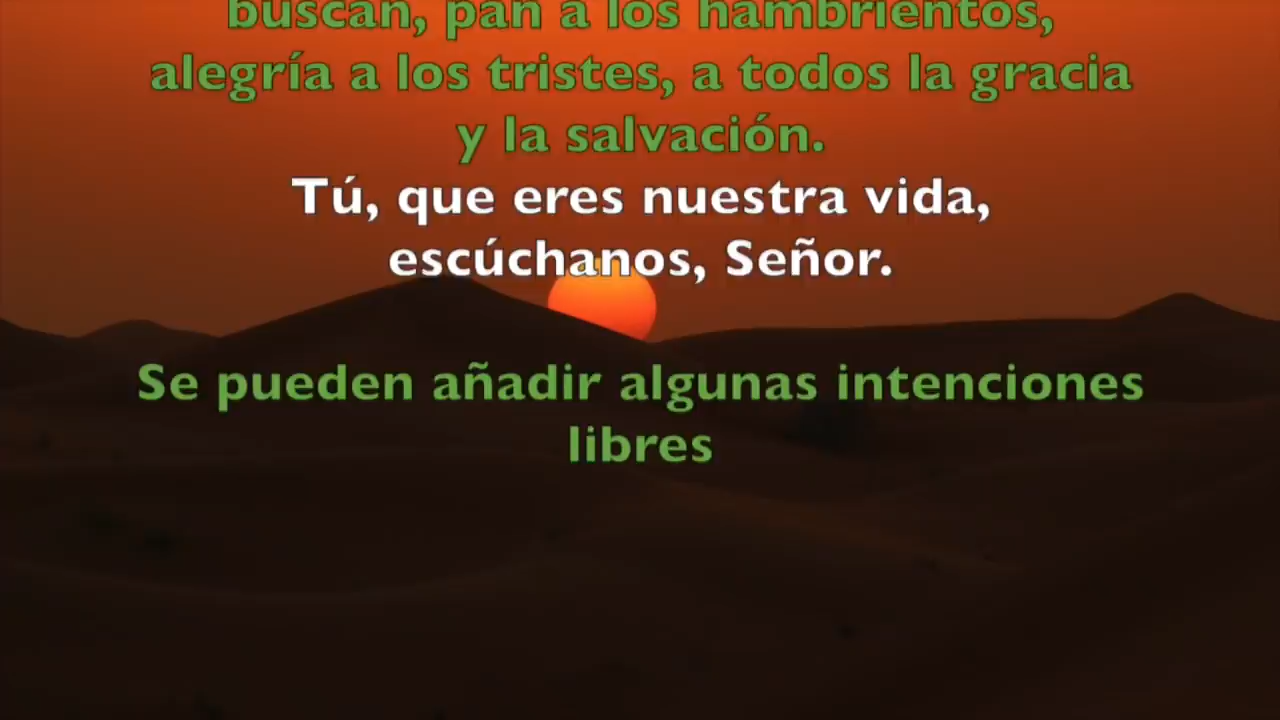 buscan, pan a los hambrientos,
alegría a los tristes, a todos la gracia
y la salvación.
Tú, que eres nuestra vida,
escúchanos, Señor.
Se pueden añadir algunas intenciones
libres